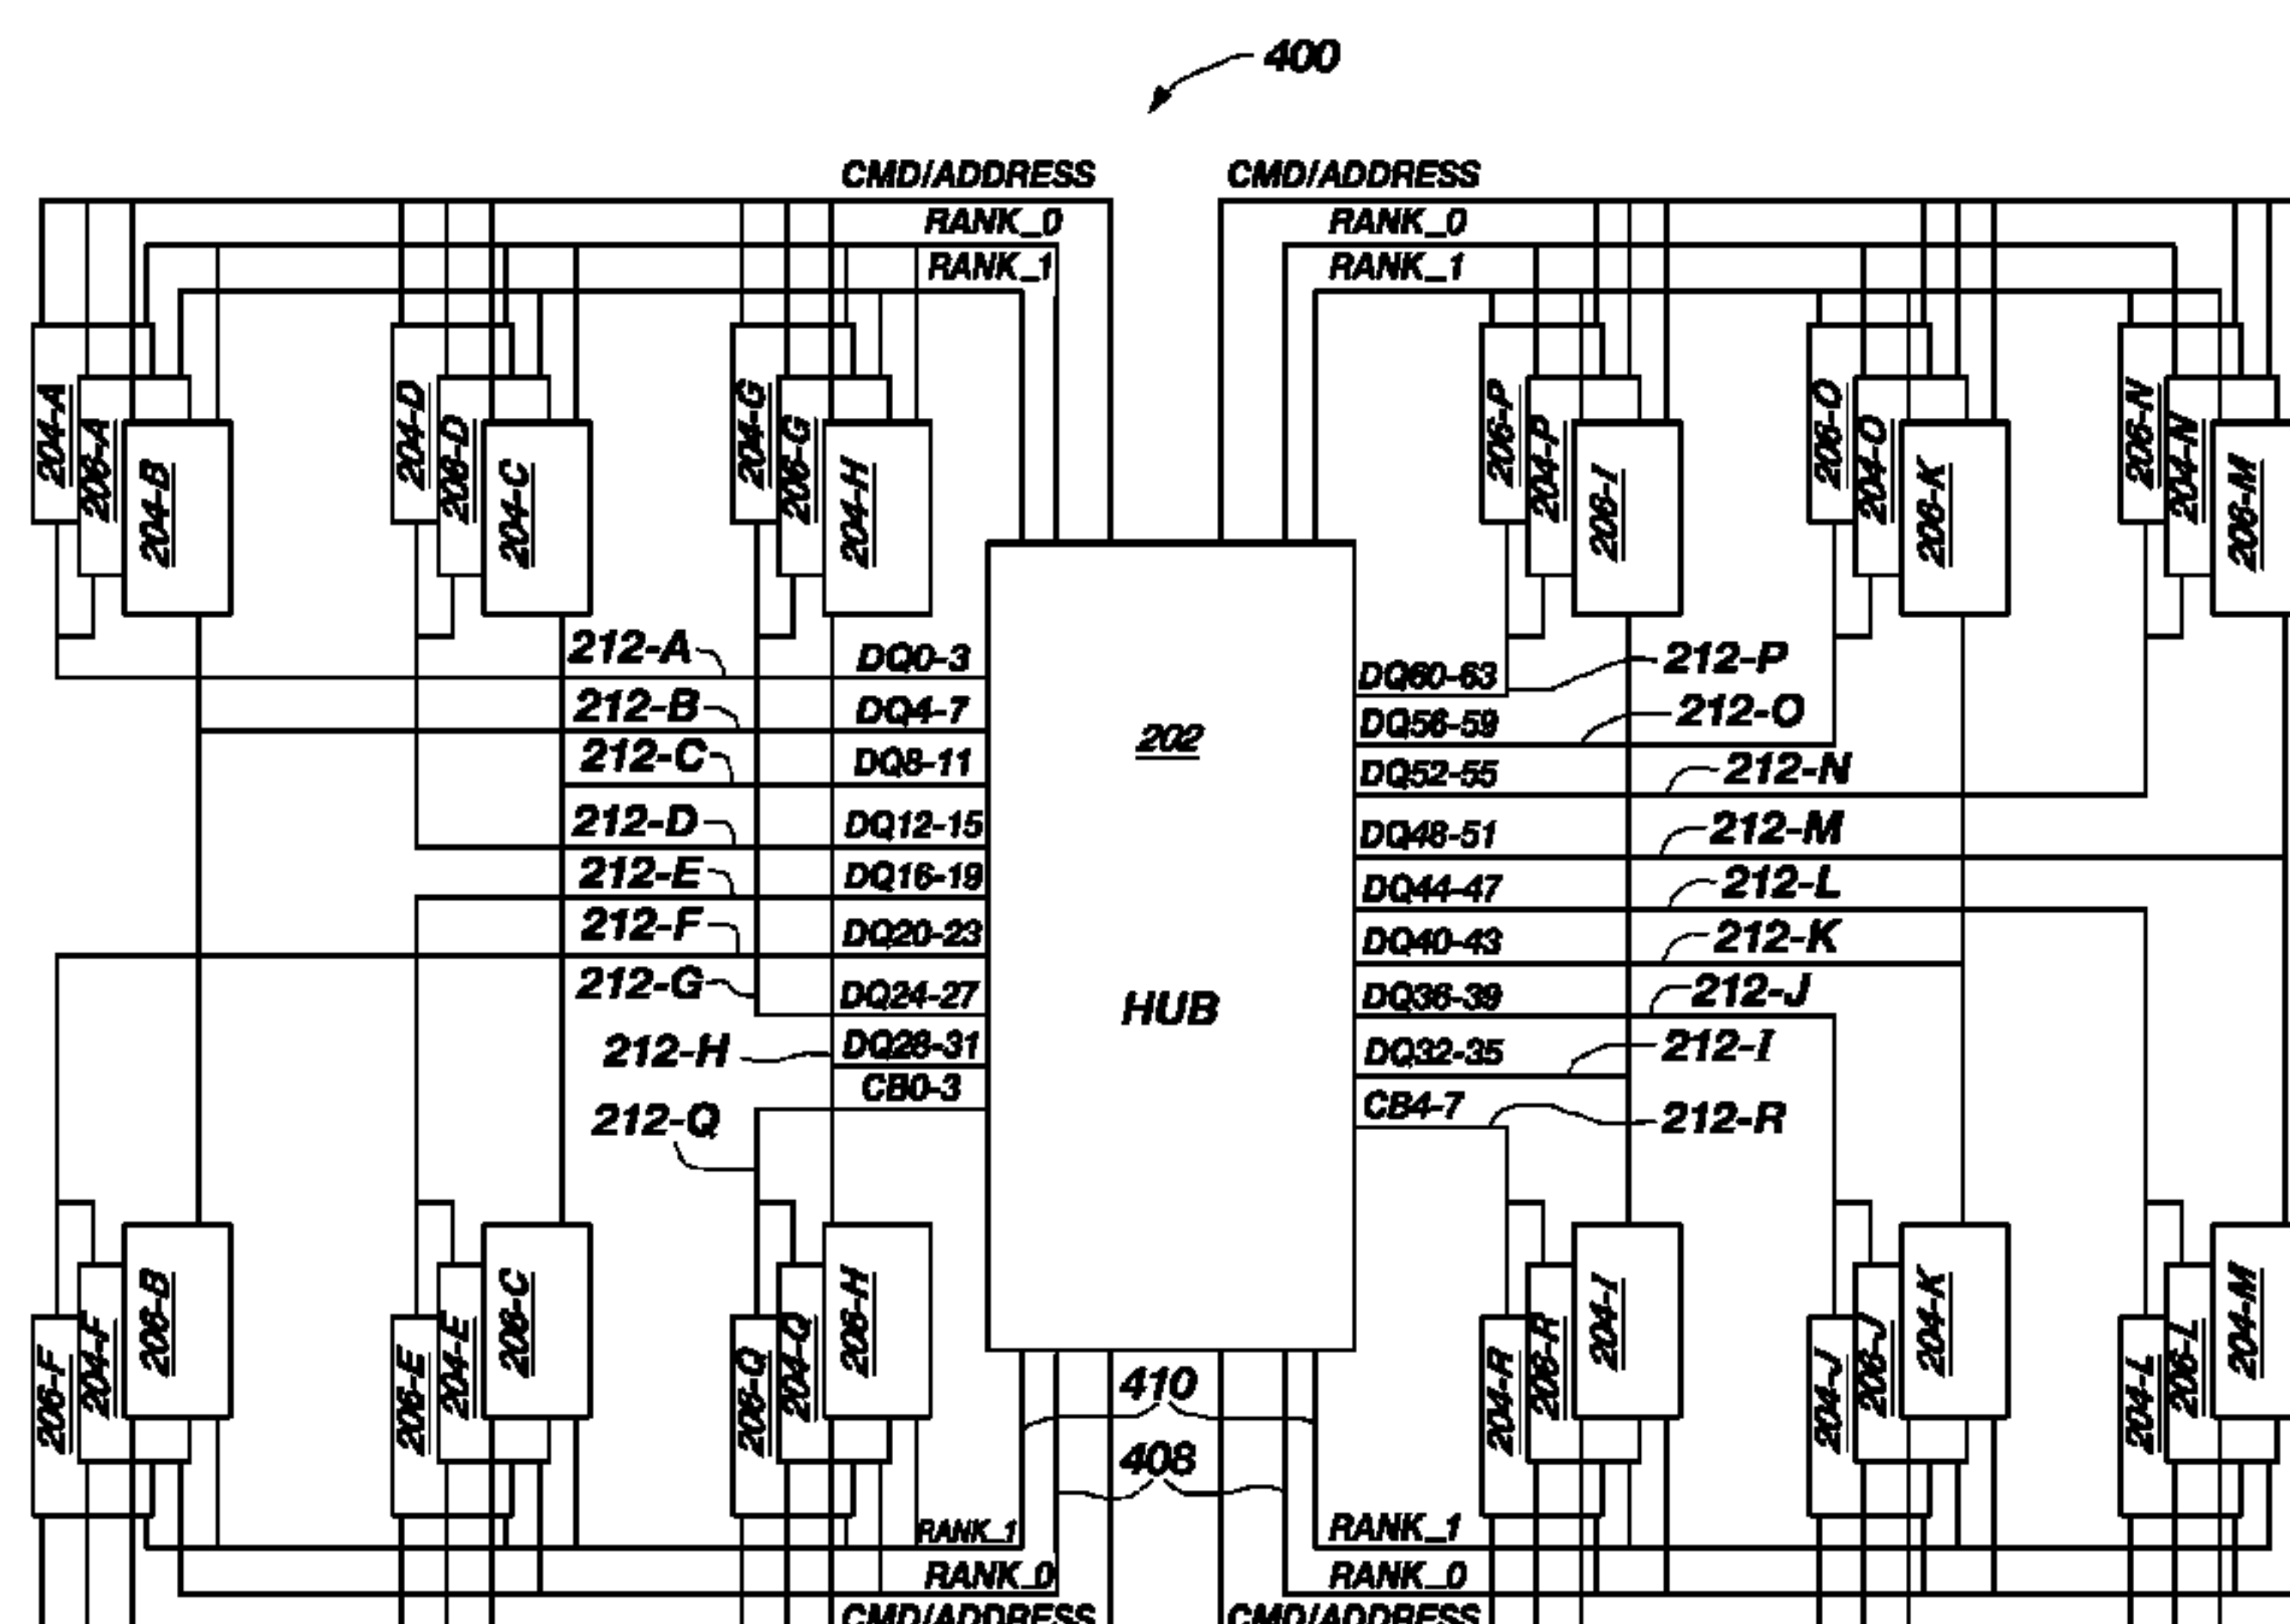 400
CMD/ADDRESS CMD/ADDRESS
RANK_0 RANK_0
RANK_1 RANK_1
204-A 206-A 204-B 204-D 206-D 204-C 204-G 206-G 204-H 206-P 204-P 206-I 206-O 204-O 206-K 206-N 204-N 206-M
212-A DQ0-3 DQ60-63 212-P
212-B DQ4-7 DQ56-59 212-O
202
212-C DQ8-11 DQ52-55 212-N
212-D DQ12-15 DQ48-51 212-M
212-E DQ16-19 DQ44-47 212-L
212-F DQ20-23 DQ40-43 212-K
212-G DQ24-27 DQ36-39 212-J
HUB
212-H DQ28-31 DQ32-35 212-I
CB0-3 CB4-7 212-R
212-Q
206-F 204-F 206-B 206-E 204-E 206-C 206-Q 204-Q 206-H 204-R 206-R 204-I 204-J 206-J 204-K 204-L 206-L 204-M
410
408
RANK_1 RANK_1
RANK_0 RANK_0
CMD/ADDRESS CMD/ADDRESS